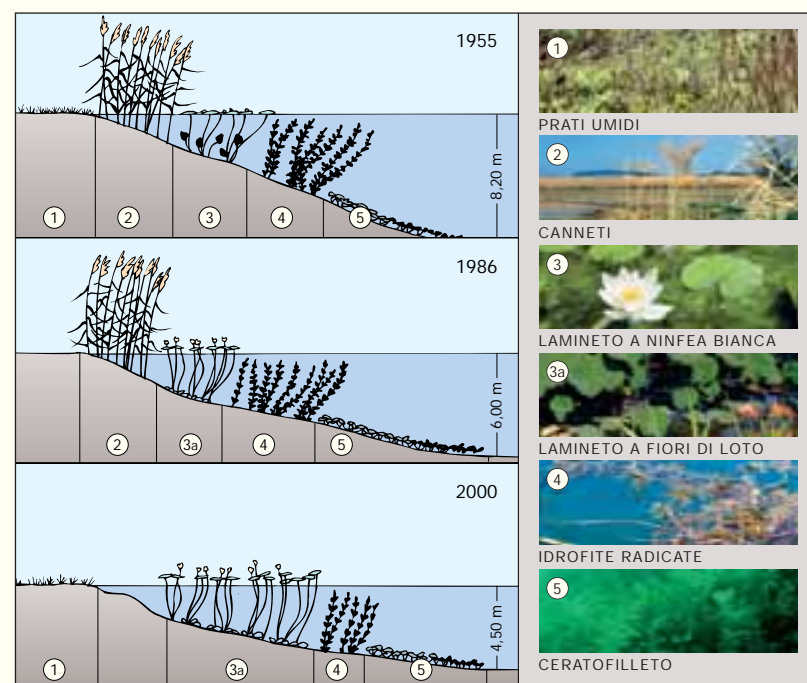 1955
8,20 m
1
2
3
4
5
1986
6,00 m
2
3a
4
5
2000
4,50 m
1
3a
4
5
1
PRATI UMIDI
2
CANNETI
3
LAMINETO A NINFEA BIANCA
3a
LAMINETO A FIORI DI LOTO
4
IDROFITE RADICATE
5
CERATOFILLETO